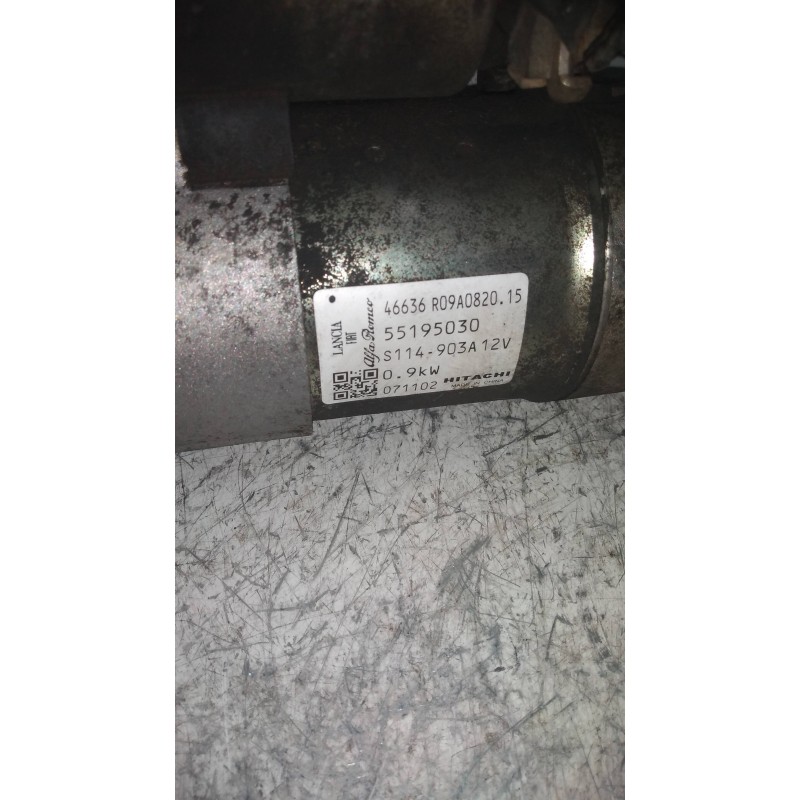 LANCIA
FIAT
Alfa Romeo
46636 R09A0820.15
55195030
S114-903A 12V
0.9kW
071102 HITACHI
MADE IN CHINA